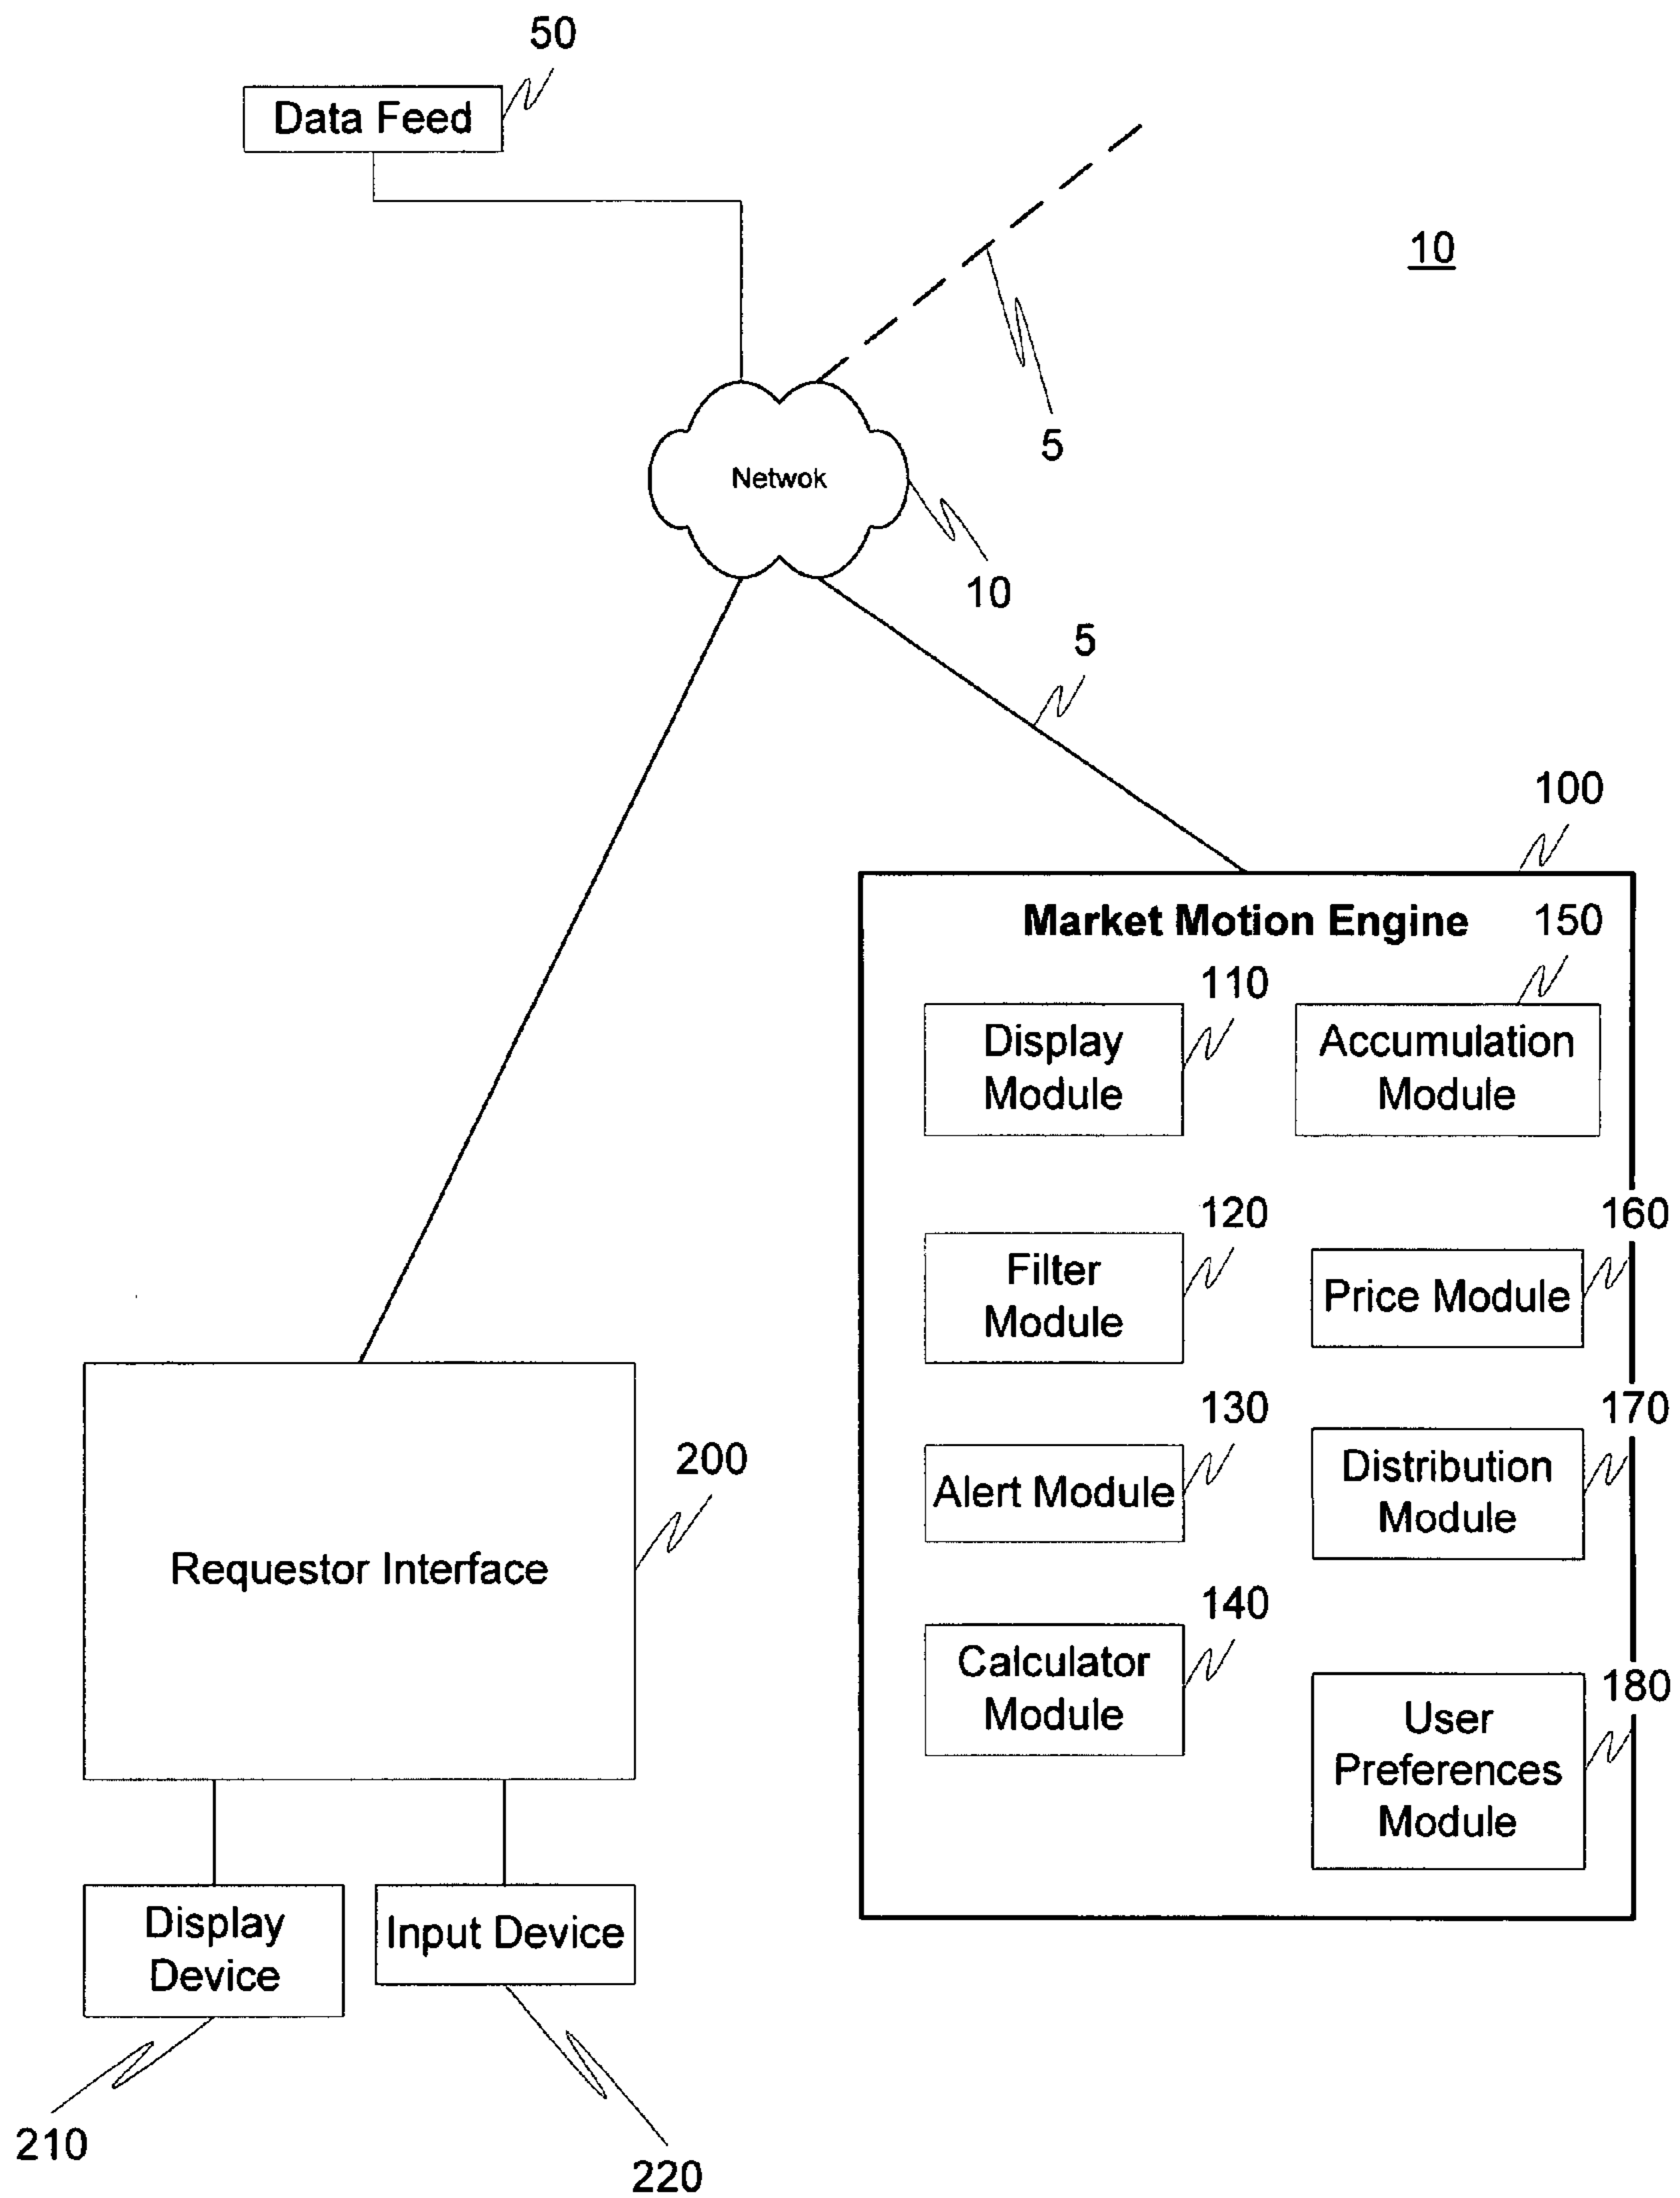 50
Data Feed
10
5
Netwok
10
5
100
Market Motion Engine
150
110
Display
Module
Accumulation
Module
120
Filter
Module
160
Price Module
130
Alert Module
170
Distribution
Module
140
Calculator
Module
180
User
Preferences
Module
200
Requestor Interface
Display
Device
Input Device
210
220